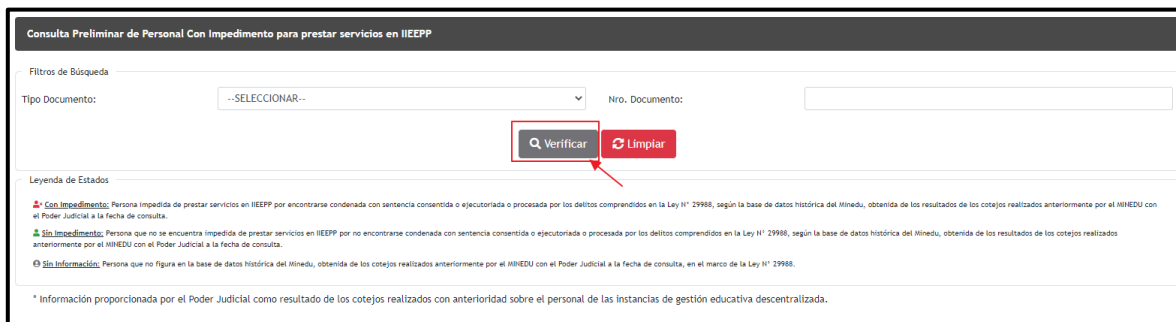 Consulta Preliminar de Personal Con Impedimento para prestar servicios en IIEEPP
Filtros de Búsqueda
Tipo Documento: --SELECCIONAR-- Nro. Documento:
Verificar Limpiar
Leyenda de Estados
Con Impedimento: Persona impedida de prestar servicios en IIEEPP por encontrarse condenada con sentencia consentida o ejecutoriada o procesada por los delitos comprendidos en la Ley N° 29988, según la base de datos histórica del Minedu, obtenida de los resultados de los cotejos realizados anteriormente por el MINEDU con
el Poder Judicial a la fecha de consulta.
Sin Impedimento: Persona que no se encuentra impedida de prestar servicios en IIEEPP por no encontrarse condenada con sentencia consentida o ejecutoriada o procesada por los delitos comprendidos en la Ley N° 29988, según la base de datos histórica del Minedu, obtenida de los resultados de los cotejos realizados
anteriormente por el MINEDU con el Poder Judicial a la fecha de consulta.
Sin Información: Persona que no figura en la base de datos histórica del Minedu, obtenida de los cotejos realizados anteriormente por el MINEDU con el Poder Judicial a la fecha de consulta, en el marco de la Ley N° 29988.
* Información proporcionada por el Poder Judicial como resultado de los cotejos realizados con anterioridad sobre el personal de las instancias de gestión educativa descentralizada.